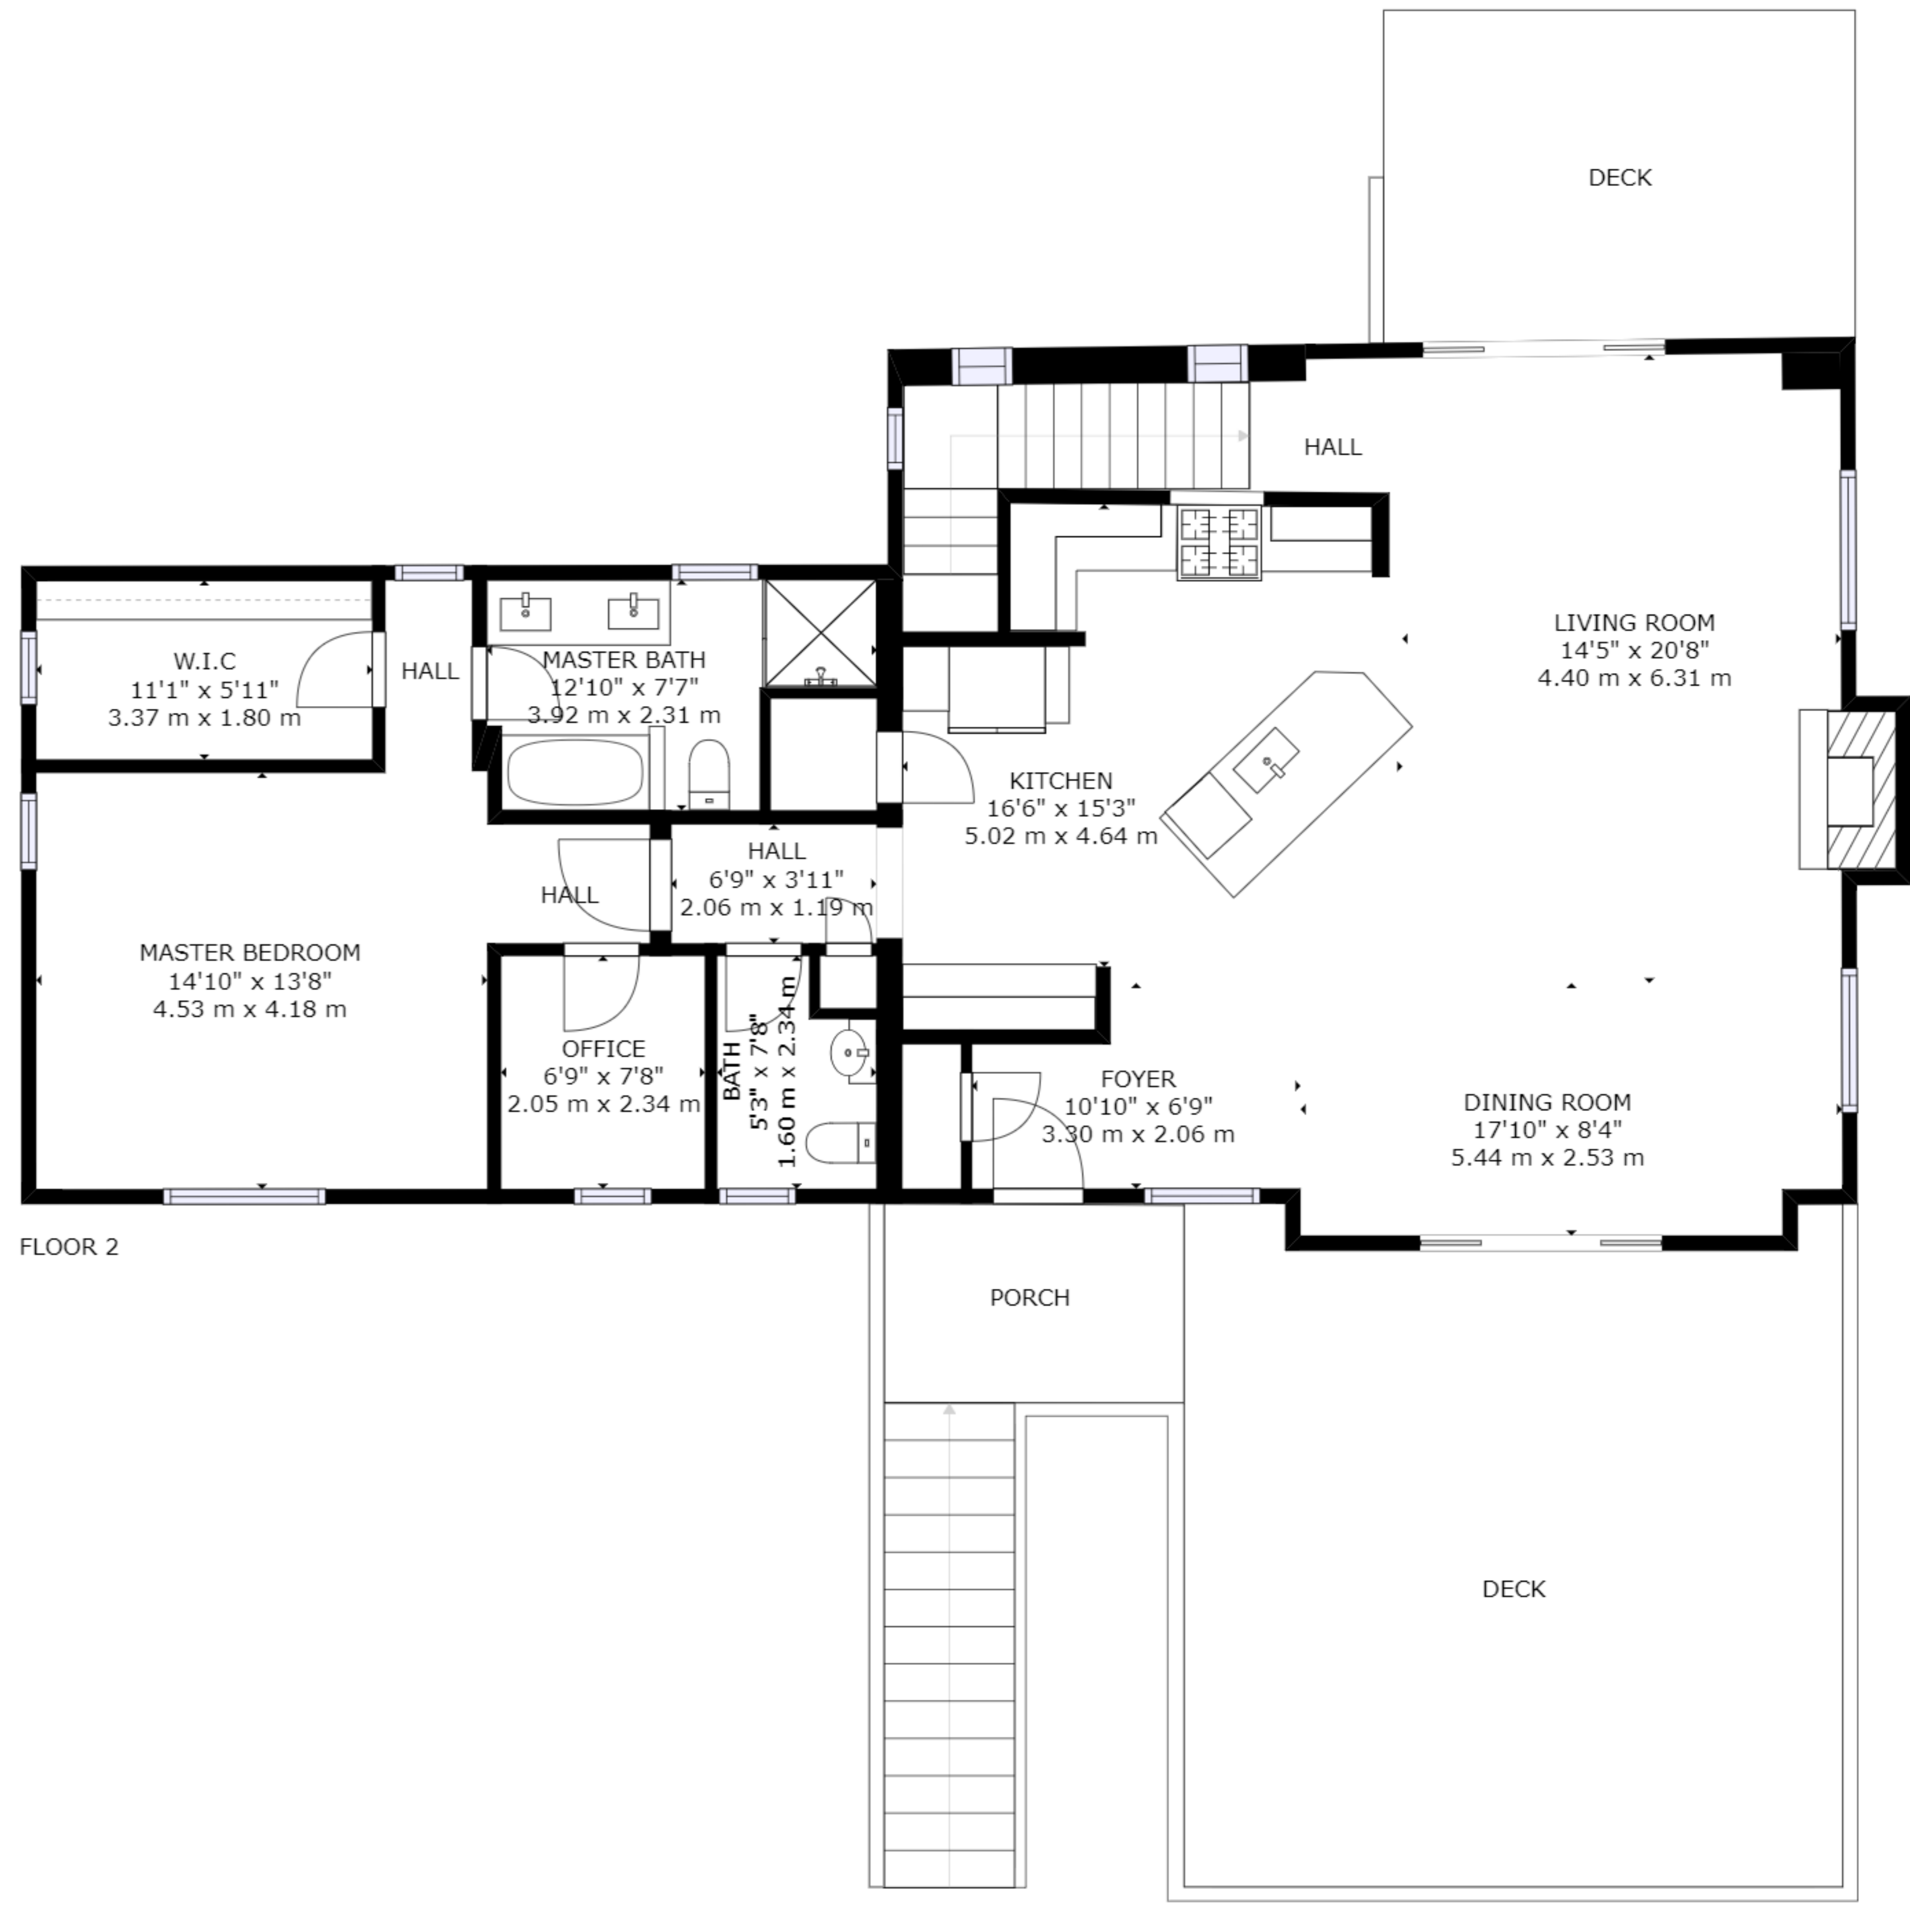 DECK
HALL
LIVING ROOM
14'5" x 20'8"
4.40 m x 6.31 m
W.I.C
11'1" x 5'11"
3.37 m x 1.80 m
HALL
MASTER BATH
12'10" x 7'7"
3.92 m x 2.31 m
KITCHEN
16'6" x 15'3"
5.02 m x 4.64 m
HALL
6'9" x 3'11"
2.06 m x 1.19 m
HALL
MASTER BEDROOM
14'10" x 13'8"
4.53 m x 4.18 m
OFFICE
6'9" x 7'8"
2.05 m x 2.34 m
BATH
5'3" x 7'8"
1.60 m x 2.34 m
FOYER
10'10" x 6'9"
3.30 m x 2.06 m
DINING ROOM
17'10" x 8'4"
5.44 m x 2.53 m
FLOOR 2
PORCH
DECK